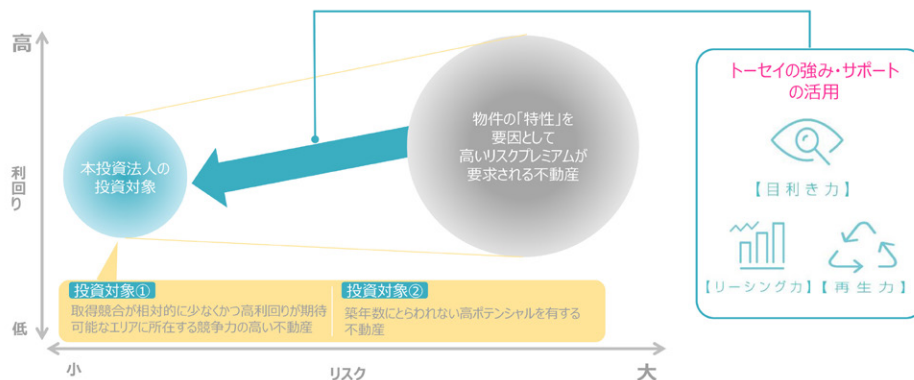 高
利回り
低
小
リスク
大
本投資法人の
投資対象
物件の「特性」を
要因として
高いリスクプレミアムが
要求される不動産
投資対象①
取得競合が相対的に少なくかつ高利回りが期待
可能なエリアに所在する競争力の高い不動産
投資対象②
築年数にとらわれない高ポテンシャルを有する
不動産
トーセイの強み・サポート
の活用
【目利き力】
【リーシング力】
【再生力】